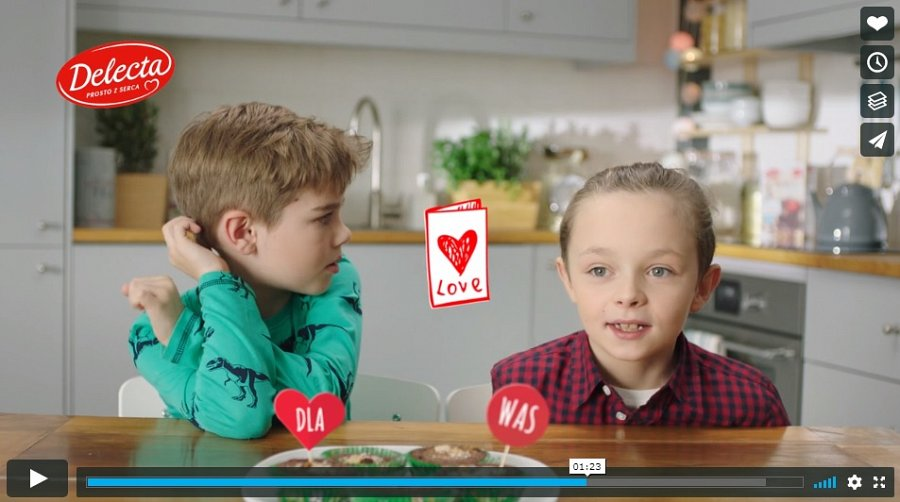 Delecta
PROSTO Z SERCA
Love
DLA
WAS
01:23